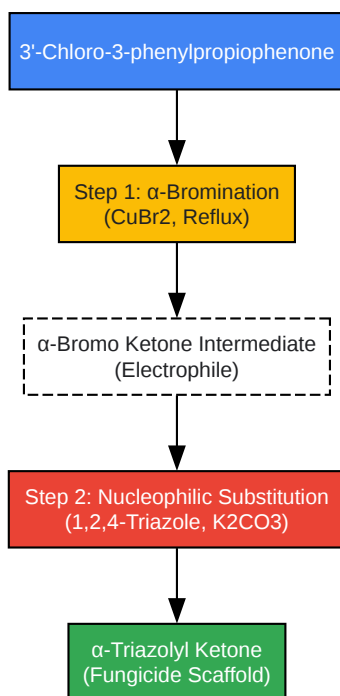 3'-Chloro-3-phenylpropiophenone
Step 1: α-Bromination
(CuBr2, Reflux)
α-Bromo Ketone Intermediate
(Electrophile)
Step 2: Nucleophilic Substitution
(1,2,4-Triazole, K2CO3)
α-Triazolyl Ketone
(Fungicide Scaffold)